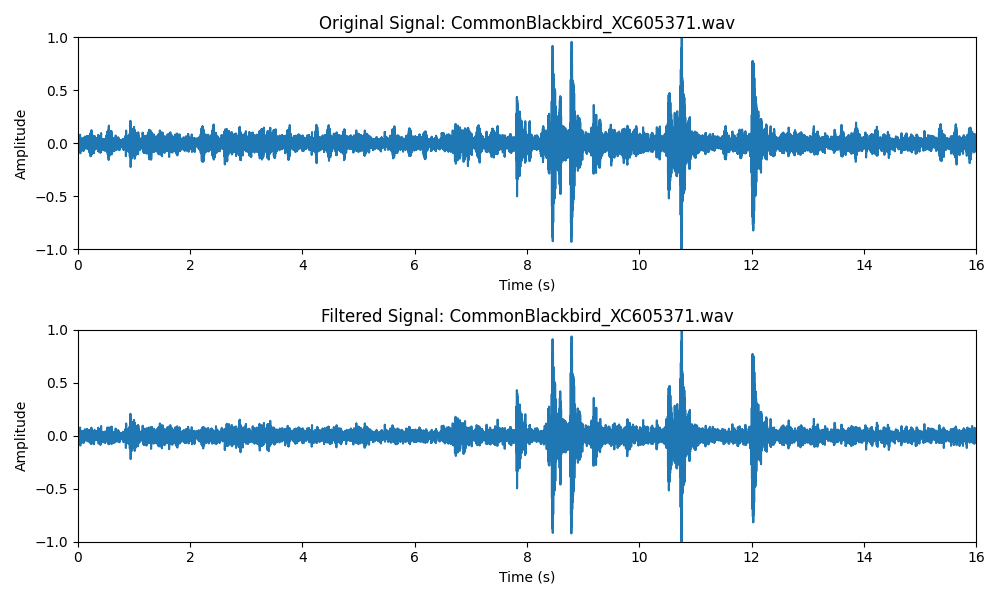 Original Signal: CommonBlackbird_XC605371.wav
1.0
0.5
0.0
−0.5
−1.0
Amplitude
0 2 4 6 8 10 12 14 16
Time (s)
Filtered Signal: CommonBlackbird_XC605371.wav
1.0
0.5
0.0
−0.5
−1.0
Amplitude
0 2 4 6 8 10 12 14 16
Time (s)